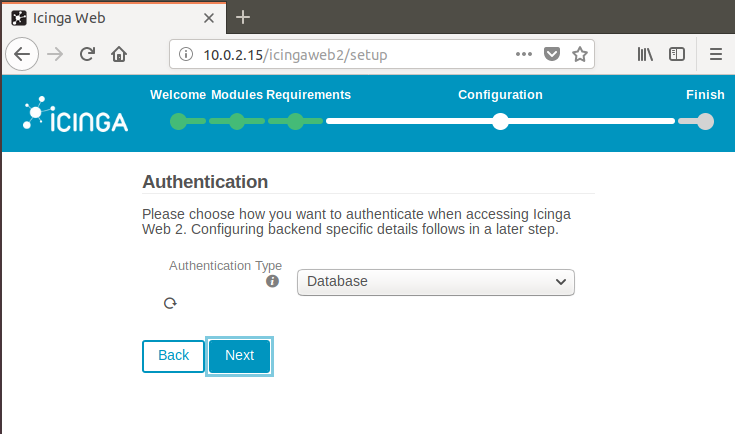 Icinga Web
10.0.2.15/icingaweb2/setup
Welcome Modules Requirements Configuration Finish
ICINGA
Authentication
Please choose how you want to authenticate when accessing Icinga
Web 2. Configuring backend specific details follows in a later step.
Authentication Type
Database
Back Next